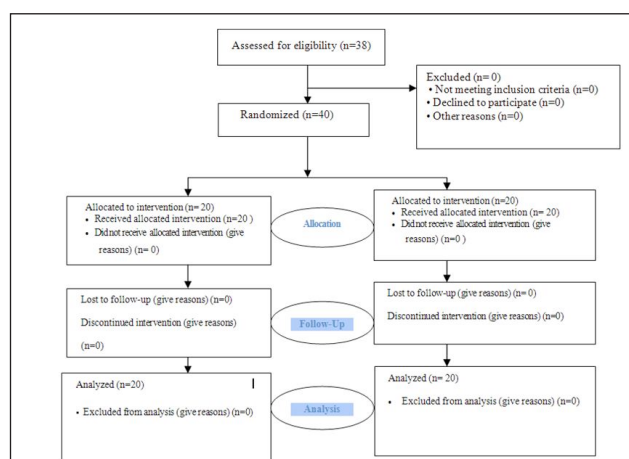 Assessed for eligibility (n=38)
Excluded (n= 0)
• Not meeting inclusion criteria (n=0)
• Declined to participate (n=0)
• Other reasons (n=0)
Randomized (n=40)
Allocated to intervention (n= 20)
• Received allocated intervention (n=20 )
• Didnot receive allocated intervention (give
reasons) (n= 0)
Allocation
Allocated to intervention (n=20)
• Received allocated intervention (n= 20)
• Did not receive allocated intervention (give
reasons) (n=0 )
Lost to follow-up (give reasons) (n=0)
Discontinued intervention (give reasons)
(n=0)
Follow-Up
Lost to follow-up (give reasons) (n= 0)
Discontinued intervention (give reasons) (n=0)
Analyzed (n=20)
• Excluded from analysis (give reasons) (n=0)
Analysis
Analyzed (n= 20)
• Excluded from analysis (give reasons) (n=0)